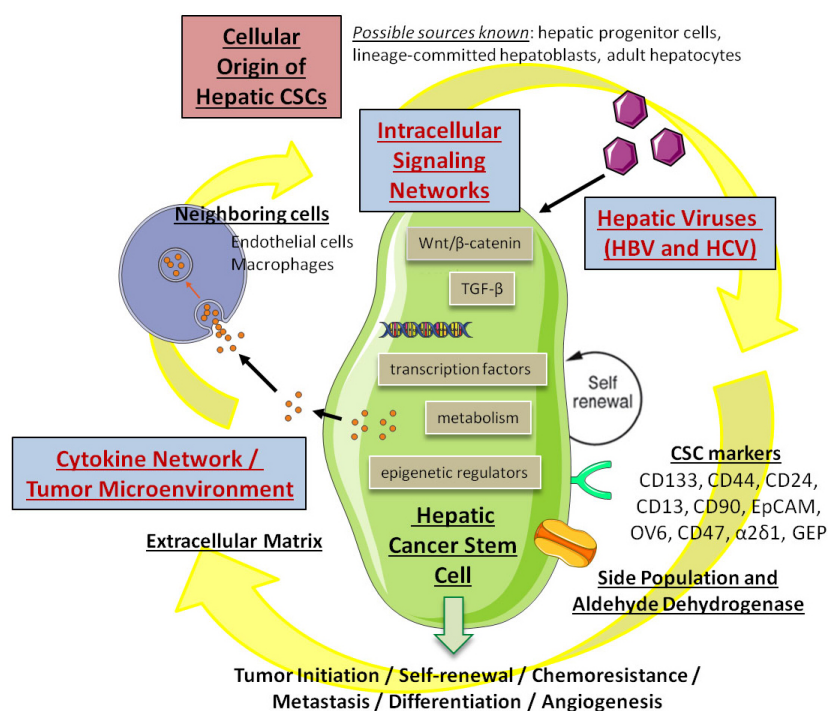 Cellular
Origin of
Hepatic CSCs
Possible sources known: hepatic progenitor cells,
lineage-committed hepatoblasts, adult hepatocytes
Intracellular
Signaling
Networks
Hepatic Viruses
(HBV and HCV)
Neighboring cells
Endothelial cells
Macrophages
Wnt/β-catenin
TGF-β
transcription factors
metabolism
epigenetic regulators
Self
renewal
Cytokine Network /
Tumor Microenvironment
Extracellular Matrix
CSC markers
CD133, CD44, CD24,
CD13, CD90, EpCAM,
OV6, CD47, α2δ1, GEP
Hepatic
Cancer Stem
Cell
Side Population and
Aldehyde Dehydrogenase
Tumor Initiation / Self-renewal / Chemoresistance /
Metastasis / Differentiation / Angiogenesis